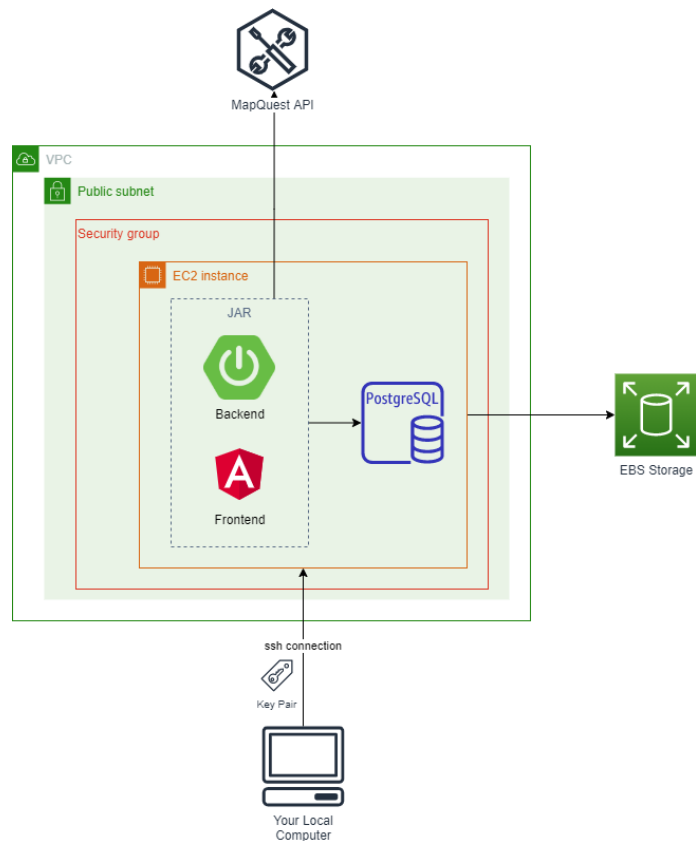 MapQuest API
VPC
Public subnet
Security group
EC2 instance
JAR
Backend
PostgreSQL
EBS Storage
Frontend
ssh connection
Key Pair
Your Local
Computer